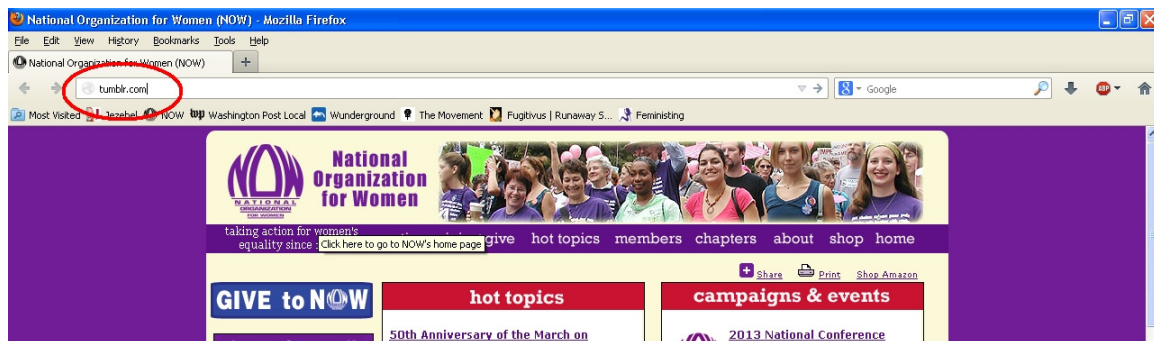 National Organization for Women (NOW) - Mozilla Firefox
File Edit View History Bookmarks Tools Help
National Organization for Women (NOW) +
tumblr.com Google ABP
Most Visited Jezebel NOW wp Washington Post Local Wunderground The Movement Fugitivus | Runaway S... Feministing
National
Organization
for Women
NATIONAL
ORGANIZATION
FOR WOMEN
taking action for women's
equality since
Click here to go to NOW's home page
give hot topics members chapters about shop home
Share Print Shop Amazon
GIVE to NOW
hot topics
campaigns & events
50th Anniversary of the March on
2013 National Conference